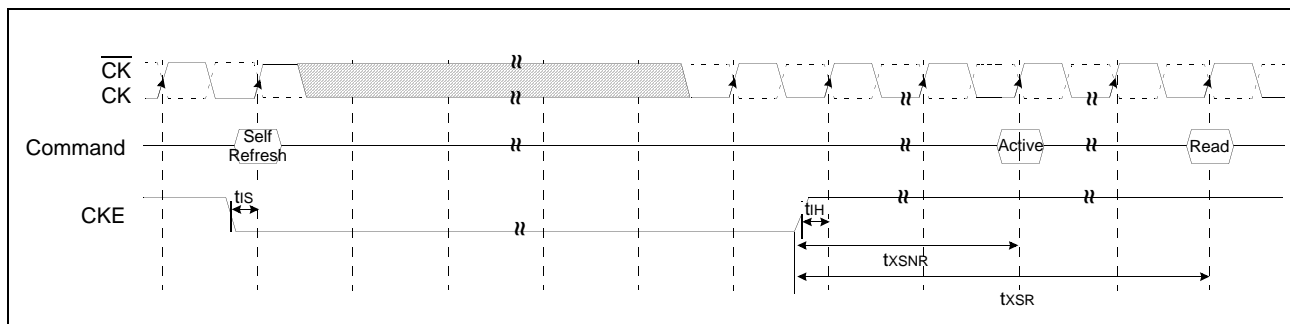 CK
CK
Command
Self
Refresh
Active
Read
CKE
tIS
tIH
tXSNR
tXSR